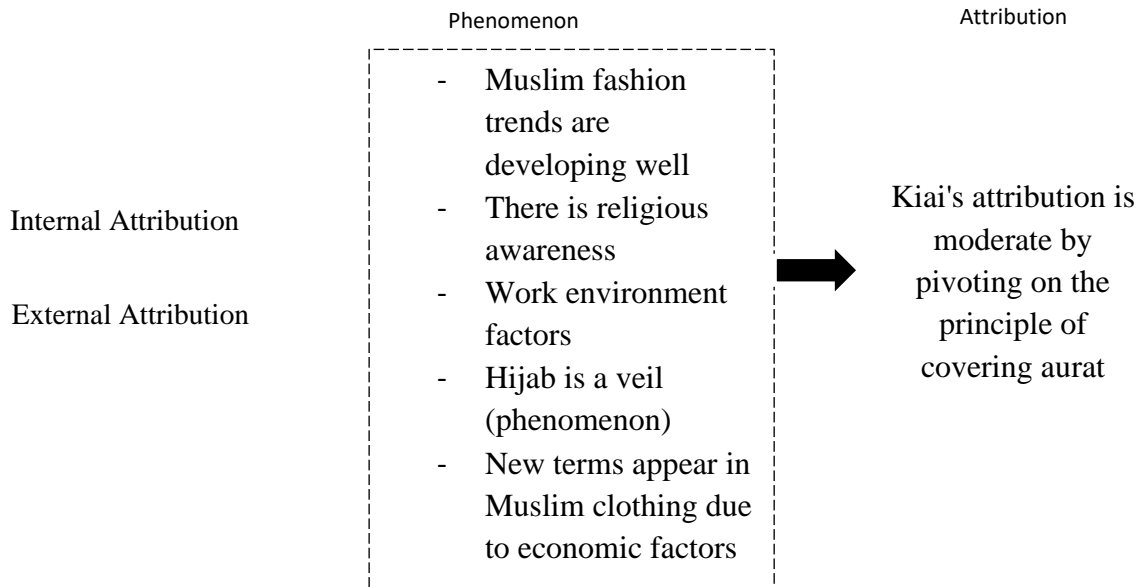 Phenomenon
Attribution
Internal Attribution
External Attribution
- Muslim fashion
trends are
developing well
- There is religious
awareness
- Work environment
factors
- Hijab is a veil
(phenomenon)
- New terms appear in
Muslim clothing due
to economic factors
Kiai's attribution is
moderate by
pivoting on the
principle of
covering aurat